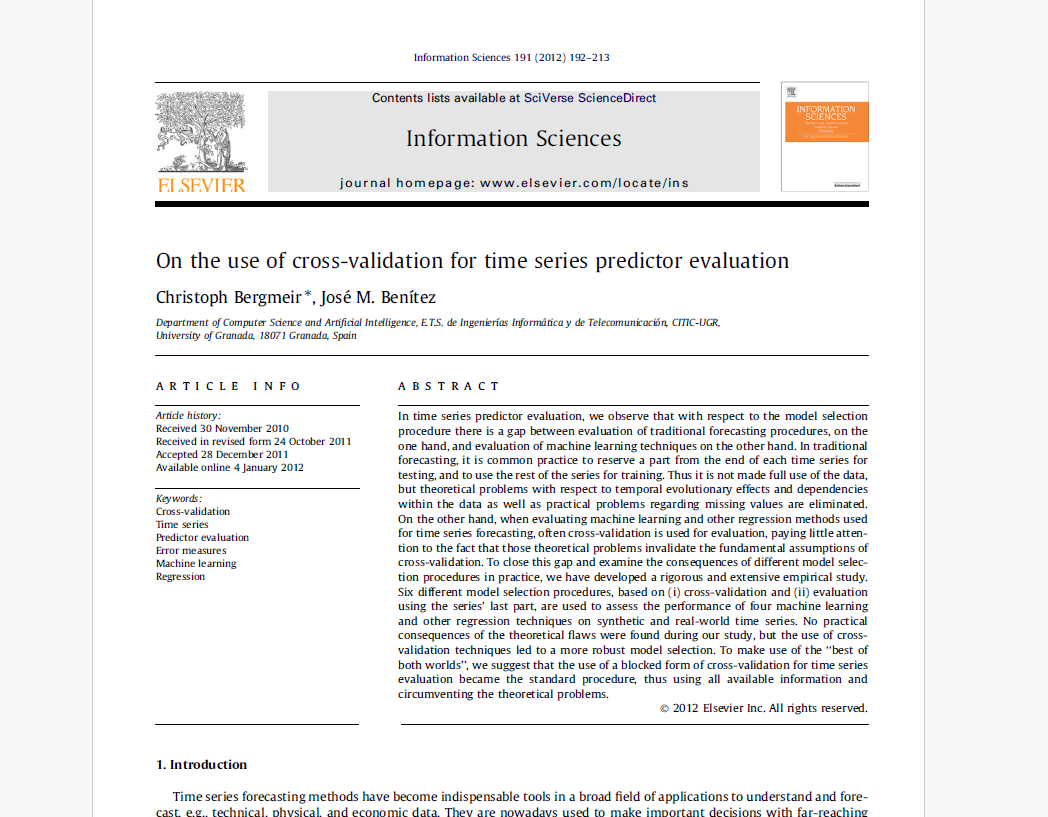 Information Sciences 191 (2012) 192–213
Contents lists available at SciVerse ScienceDirect
Information Sciences
journal homepage: www.elsevier.com/locate/ins
ELSEVIER
INFORMATION
SCIENCES
On the use of cross-validation for time series predictor evaluation
Christoph Bergmeir *, José M. Benítez
Department of Computer Science and Artificial Intelligence, E.T.S. de Ingenierías Informática y de Telecomunicación, CITIC-UGR,
University of Granada, 18071 Granada, Spain
ARTICLE INFO
Article history:
Received 30 November 2010
Received in revised form 24 October 2011
Accepted 28 December 2011
Available online 4 January 2012
Keywords:
Cross-validation
Time series
Predictor evaluation
Error measures
Machine learning
Regression
ABSTRACT
In time series predictor evaluation, we observe that with respect to the model selection
procedure there is a gap between evaluation of traditional forecasting procedures, on the
one hand, and evaluation of machine learning techniques on the other hand. In traditional
forecasting, it is common practice to reserve a part from the end of each time series for
testing, and to use the rest of the series for training. Thus it is not made full use of the data,
but theoretical problems with respect to temporal evolutionary effects and dependencies
within the data as well as practical problems regarding missing values are eliminated.
On the other hand, when evaluating machine learning and other regression methods used
for time series forecasting, often cross-validation is used for evaluation, paying little atten-
tion to the fact that those theoretical problems invalidate the fundamental assumptions of
cross-validation. To close this gap and examine the consequences of different model selec-
tion procedures in practice, we have developed a rigorous and extensive empirical study.
Six different model selection procedures, based on (i) cross-validation and (ii) evaluation
using the series' last part, are used to assess the performance of four machine learning
and other regression techniques on synthetic and real-world time series. No practical
consequences of the theoretical flaws were found during our study, but the use of cross-
validation techniques led to a more robust model selection. To make use of the "best of
both worlds", we suggest that the use of a blocked form of cross-validation for time series
evaluation became the standard procedure, thus using all available information and
circumventing the theoretical problems.
© 2012 Elsevier Inc. All rights reserved.
1. Introduction
Time series forecasting methods have become indispensable tools in a broad field of applications to understand and fore-
cast, e.g., technical, physical, and economic data. They are nowadays used to make important decisions with far-reaching